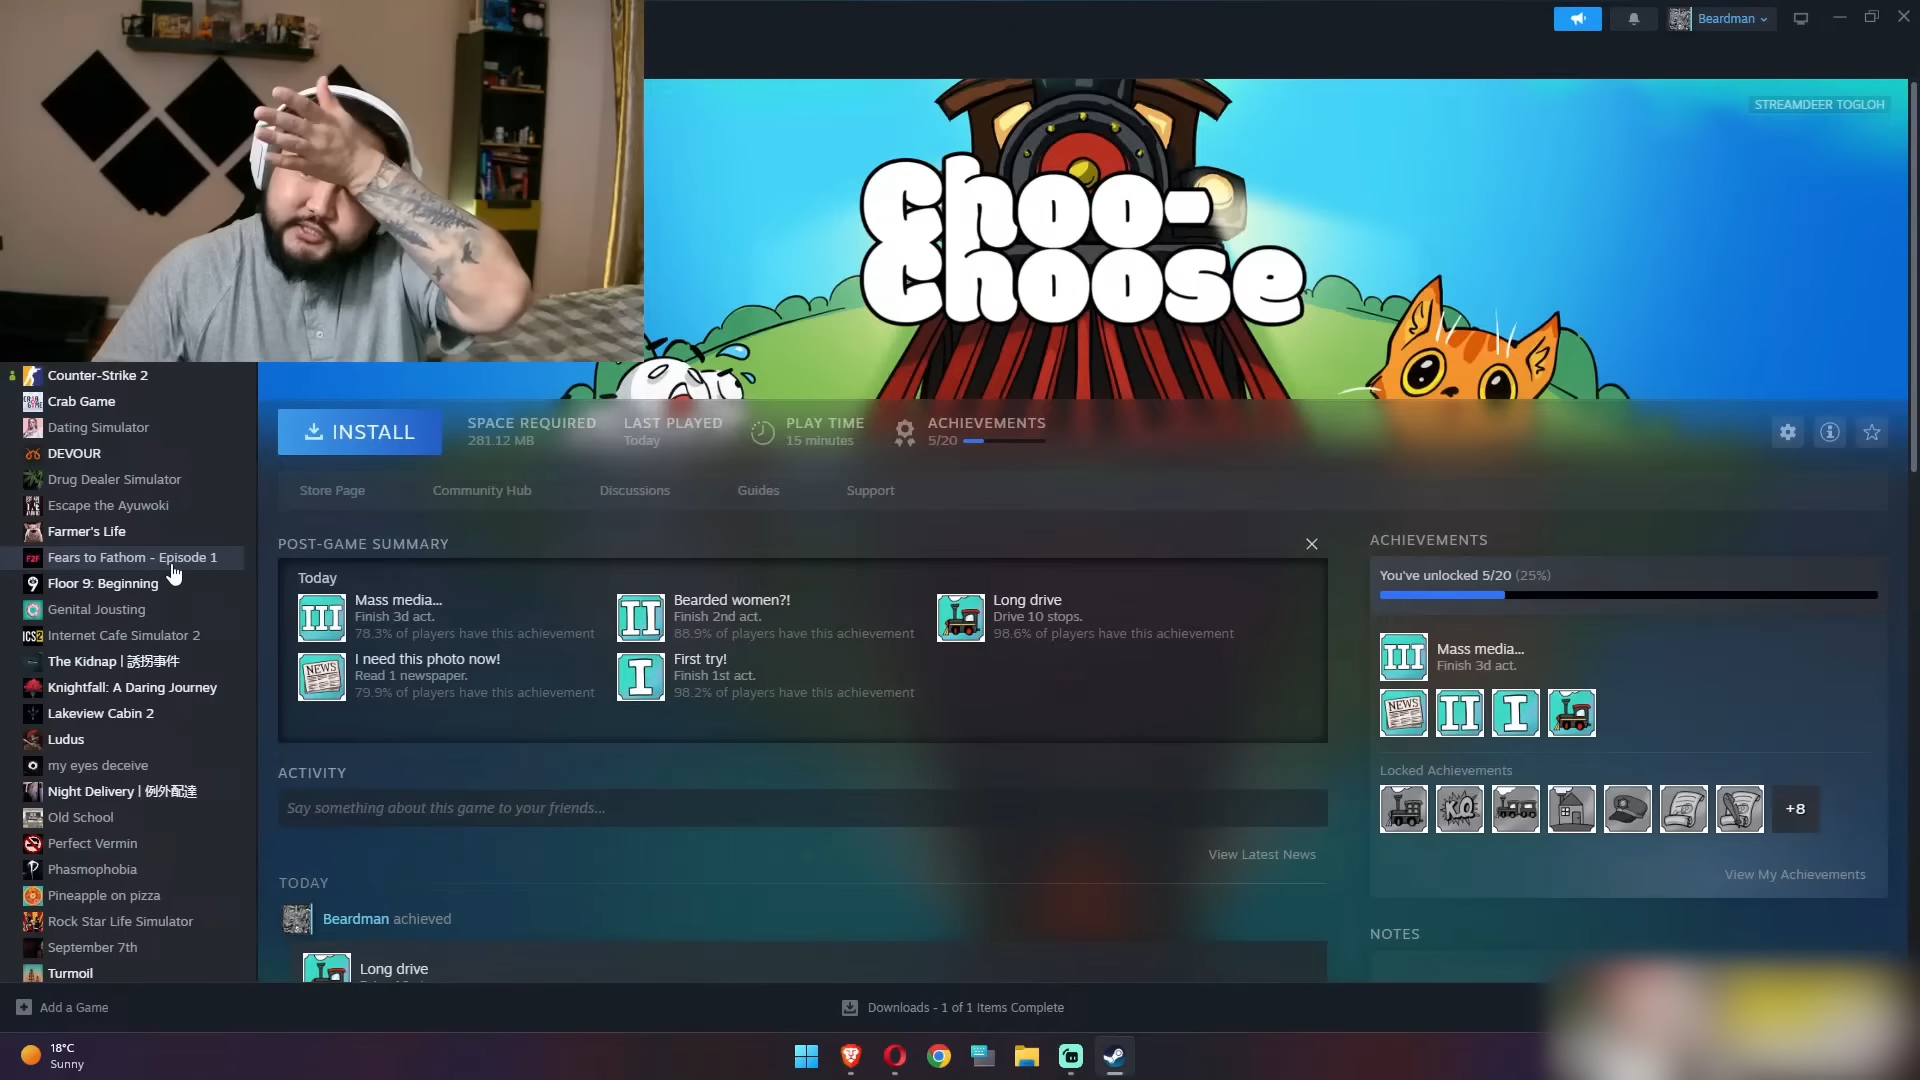 Beardman
STREAMDEER TOGLOH
Choo-
Choose
Counter-Strike 2
Crab Game
Dating Simulator
DEVOUR
Drug Dealer Simulator
Escape the Ayuwoki
Farmer's Life
F2F Fears to Fathom - Episode 1
Floor 9: Beginning
Genital Jousting
ICS2 Internet Cafe Simulator 2
The Kidnap | 誘拐事件
Knightfall: A Daring Journey
Lakeview Cabin 2
Ludus
my eyes deceive
Night Delivery | 例外配達
Old School
Perfect Vermin
Phasmophobia
Pineapple on pizza
Rock Star Life Simulator
September 7th
Turmoil
Add a Game
INSTALL
SPACE REQUIRED
281.12 MB
LAST PLAYED
Today
PLAY TIME
15 minutes
ACHIEVEMENTS
5/20
Store Page
Community Hub
Discussions
Guides
Support
POST-GAME SUMMARY
Today
III
Mass media...
Finish 3d act.
78.3% of players have this achievement
II
Bearded women?!
Finish 2nd act.
88.9% of players have this achievement
Long drive
Drive 10 stops.
98.6% of players have this achievement
NEWS
I need this photo now!
Read 1 newspaper.
79.9% of players have this achievement
I
First try!
Finish 1st act.
98.2% of players have this achievement
ACTIVITY
Say something about this game to your friends...
View Latest News
TODAY
Beardman achieved
Long drive
ACHIEVEMENTS
You've unlocked 5/20 (25%)
III
Mass media...
Finish 3d act.
NEWS
II
I
Locked Achievements
KO
+8
View My Achievements
NOTES
Downloads - 1 of 1 Items Complete
18°C
Sunny